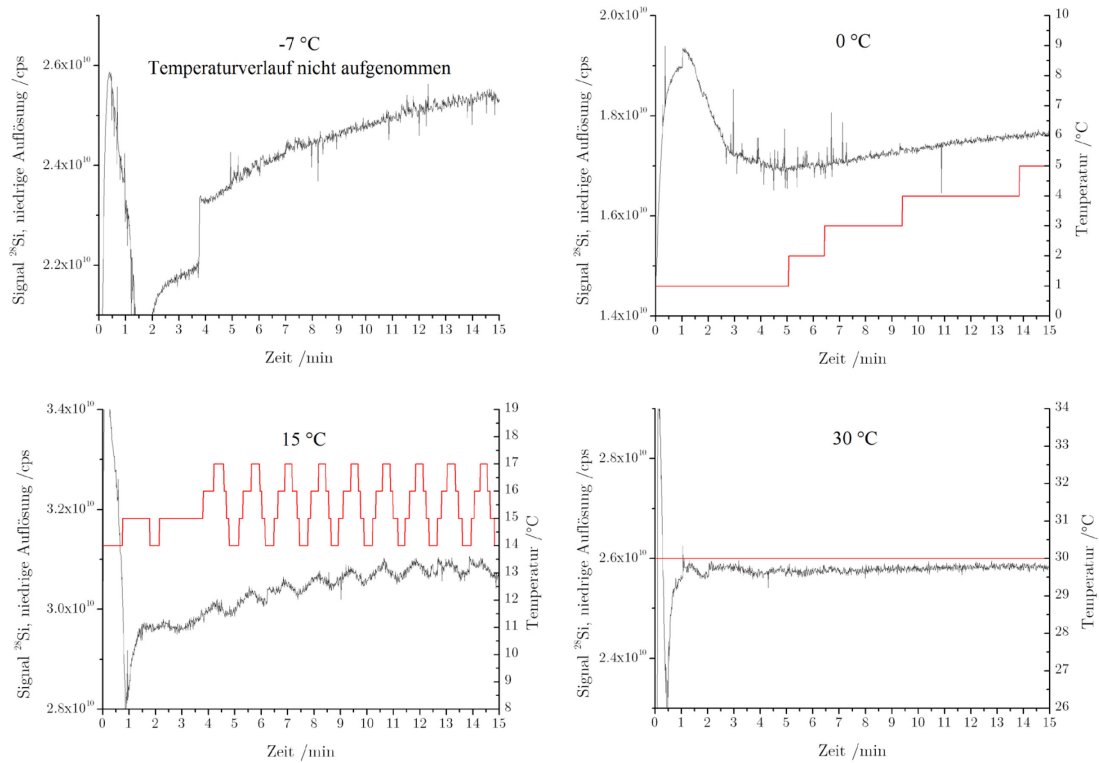 -7 °C
Temperaturverlauf nicht aufgenommen
Signal ²⁸Si, niedrige Auflösung /cps
2.6x10¹⁰
2.4x10¹⁰
2.2x10¹⁰
0 1 2 3 4 5 6 7 8 9 10 11 12 13 14 15
Zeit /min
0 °C
Signal ²⁸Si, niedrige Auflösung /cps
2.0x10¹⁰
1.8x10¹⁰
1.6x10¹⁰
1.4x10¹⁰
0 1 2 3 4 5 6 7 8 9 10 11 12 13 14 15
Zeit /min
10
9
8
7
6
5
4
3
2
1
0
Temperatur /°C
15 °C
Signal ²⁸Si, niedrige Auflösung /cps
3.4x10¹⁰
3.2x10¹⁰
3.0x10¹⁰
2.8x10¹⁰
0 1 2 3 4 5 6 7 8 9 10 11 12 13 14 15
Zeit /min
19
18
17
16
15
14
13
12
11
10
9
8
Temperatur /°C
30 °C
Signal ²⁸Si, niedrige Auflösung /cps
2.8x10¹⁰
2.6x10¹⁰
2.4x10¹⁰
0 1 2 3 4 5 6 7 8 9 10 11 12 13 14 15
Zeit /min
34
33
32
31
30
29
28
27
26
Temperatur /°C